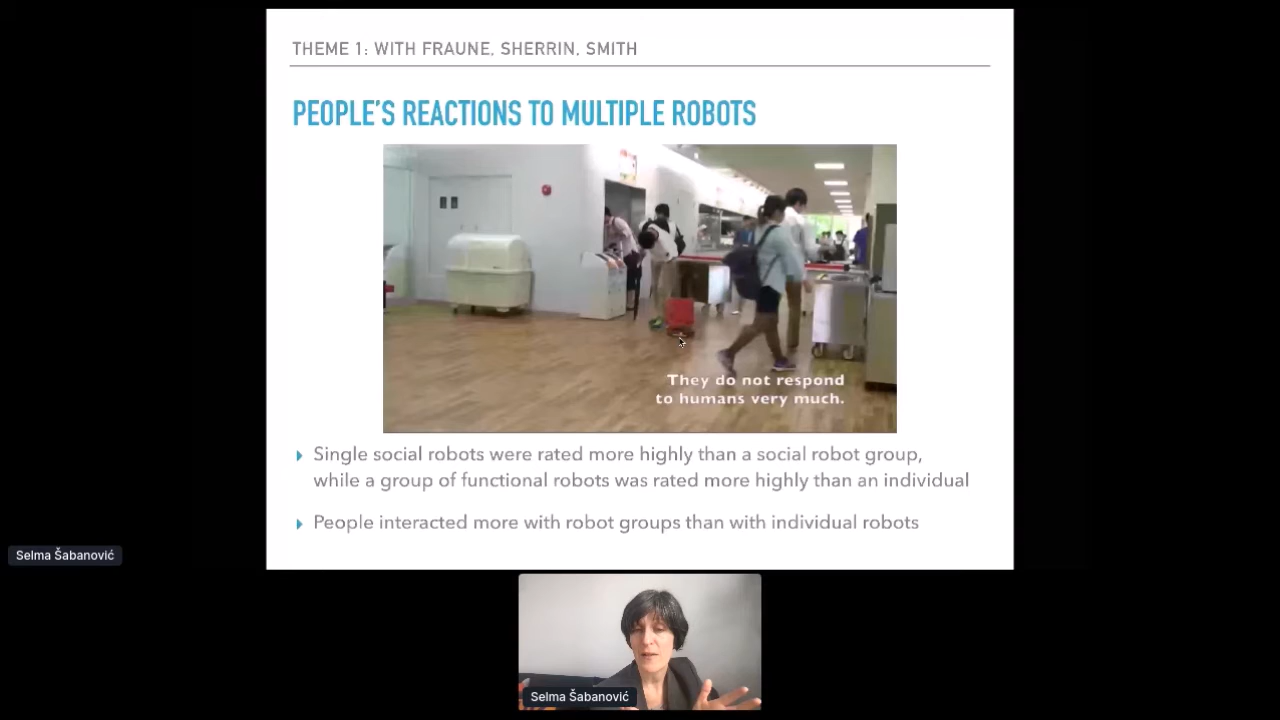 THEME 1: WITH FRAUNE, SHERRIN, SMITH
PEOPLE'S REACTIONS TO MULTIPLE ROBOTS
They do not respond
to humans very much.
Single social robots were rated more highly than a social robot group,
while a group of functional robots was rated more highly than an individual
People interacted more with robot groups than with individual robots
Selma Šabanović
Selma Šabanović